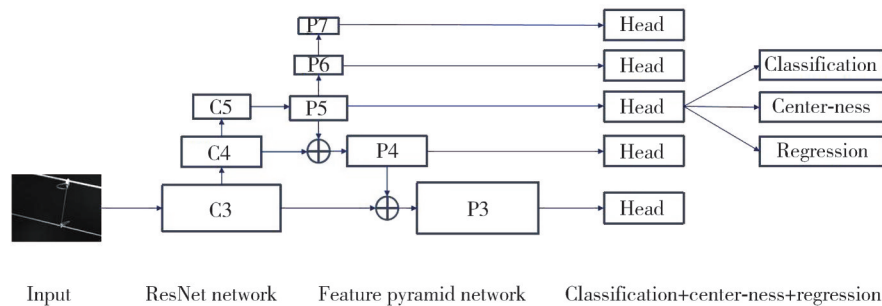 P7 Head
P6 Head Classification
C5 P5 Head Center-ness
C4 P4 Head Regression
C3 P3 Head
Input ResNet network Feature pyramid network Classification+center-ness+regression